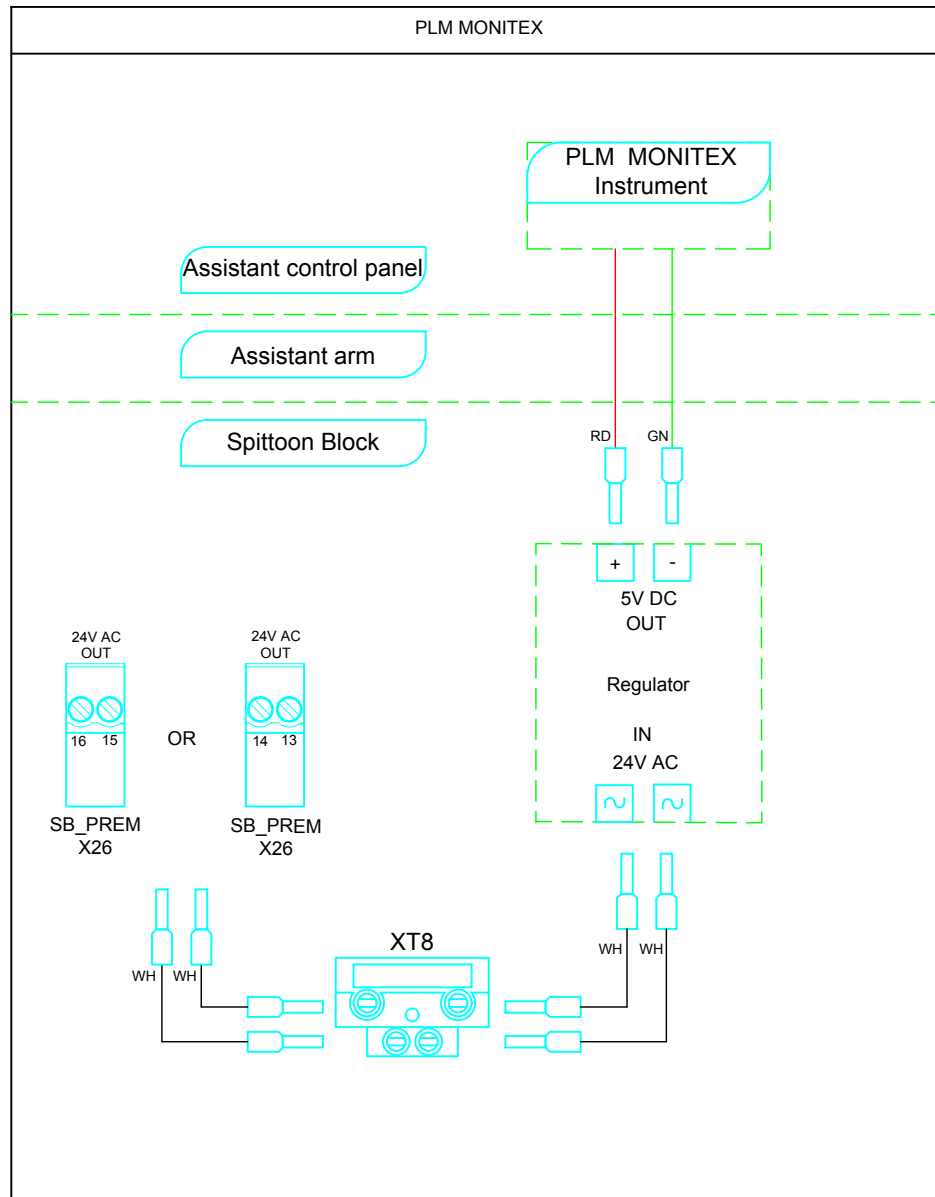 PLM MONITEX
PLM MONITEX
Instrument
Assistant control panel
Assistant arm
Spittoon Block
RD GN
+ -
5V DC
OUT
Regulator
IN
24V AC
24V AC
OUT
16 15
SB_PREM
X26
OR
24V AC
OUT
14 13
SB_PREM
X26
WH WH
XT8
WH WH